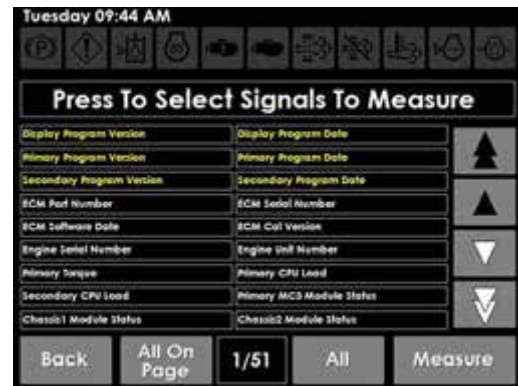 Tuesday 09:44 AM
Press To Select Signals To Measure
Display Program Version Display Program Date
Primary Program Version Primary Program Date
Secondary Program Version Secondary Program Date
ECM Part Number ECM Serial Number
ECM Software Date ECM Cal Version
Engine Serial Number Engine Unit Number
Primary Torque Primary CPU Load
Secondary CPU Load Primary MC3 Module Status
Chassis1 Module Status Chassis2 Module Status
Back All On Page 1/51 All Measure